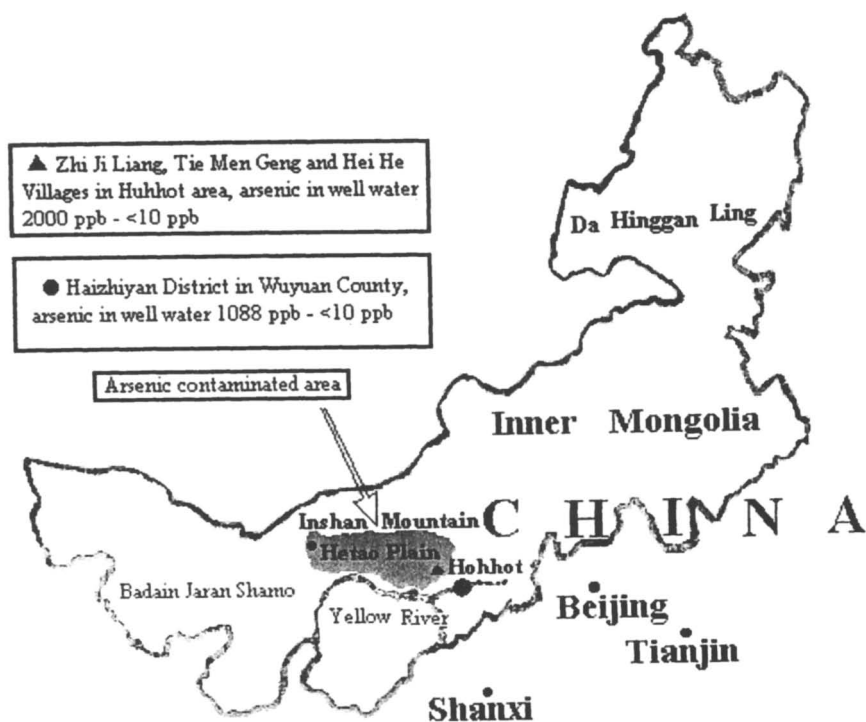 ▲ Zhi Ji Liang, Tie Men Geng and Hei He
Villages in Huhhot area, arsenic in well water
2000 ppb - <10 ppb
● Haizhiyan District in Wuyuan County,
arsenic in well water 1088 ppb - <10 ppb
Arsenic contaminated area
Da Hinggan Ling
Inner Mongolia
CHINA
Inshan Mountain
Hetao Plain
Hohhot
Badain Jaran Shamo
Yellow River
Beijing
Tianjin
Shanxi